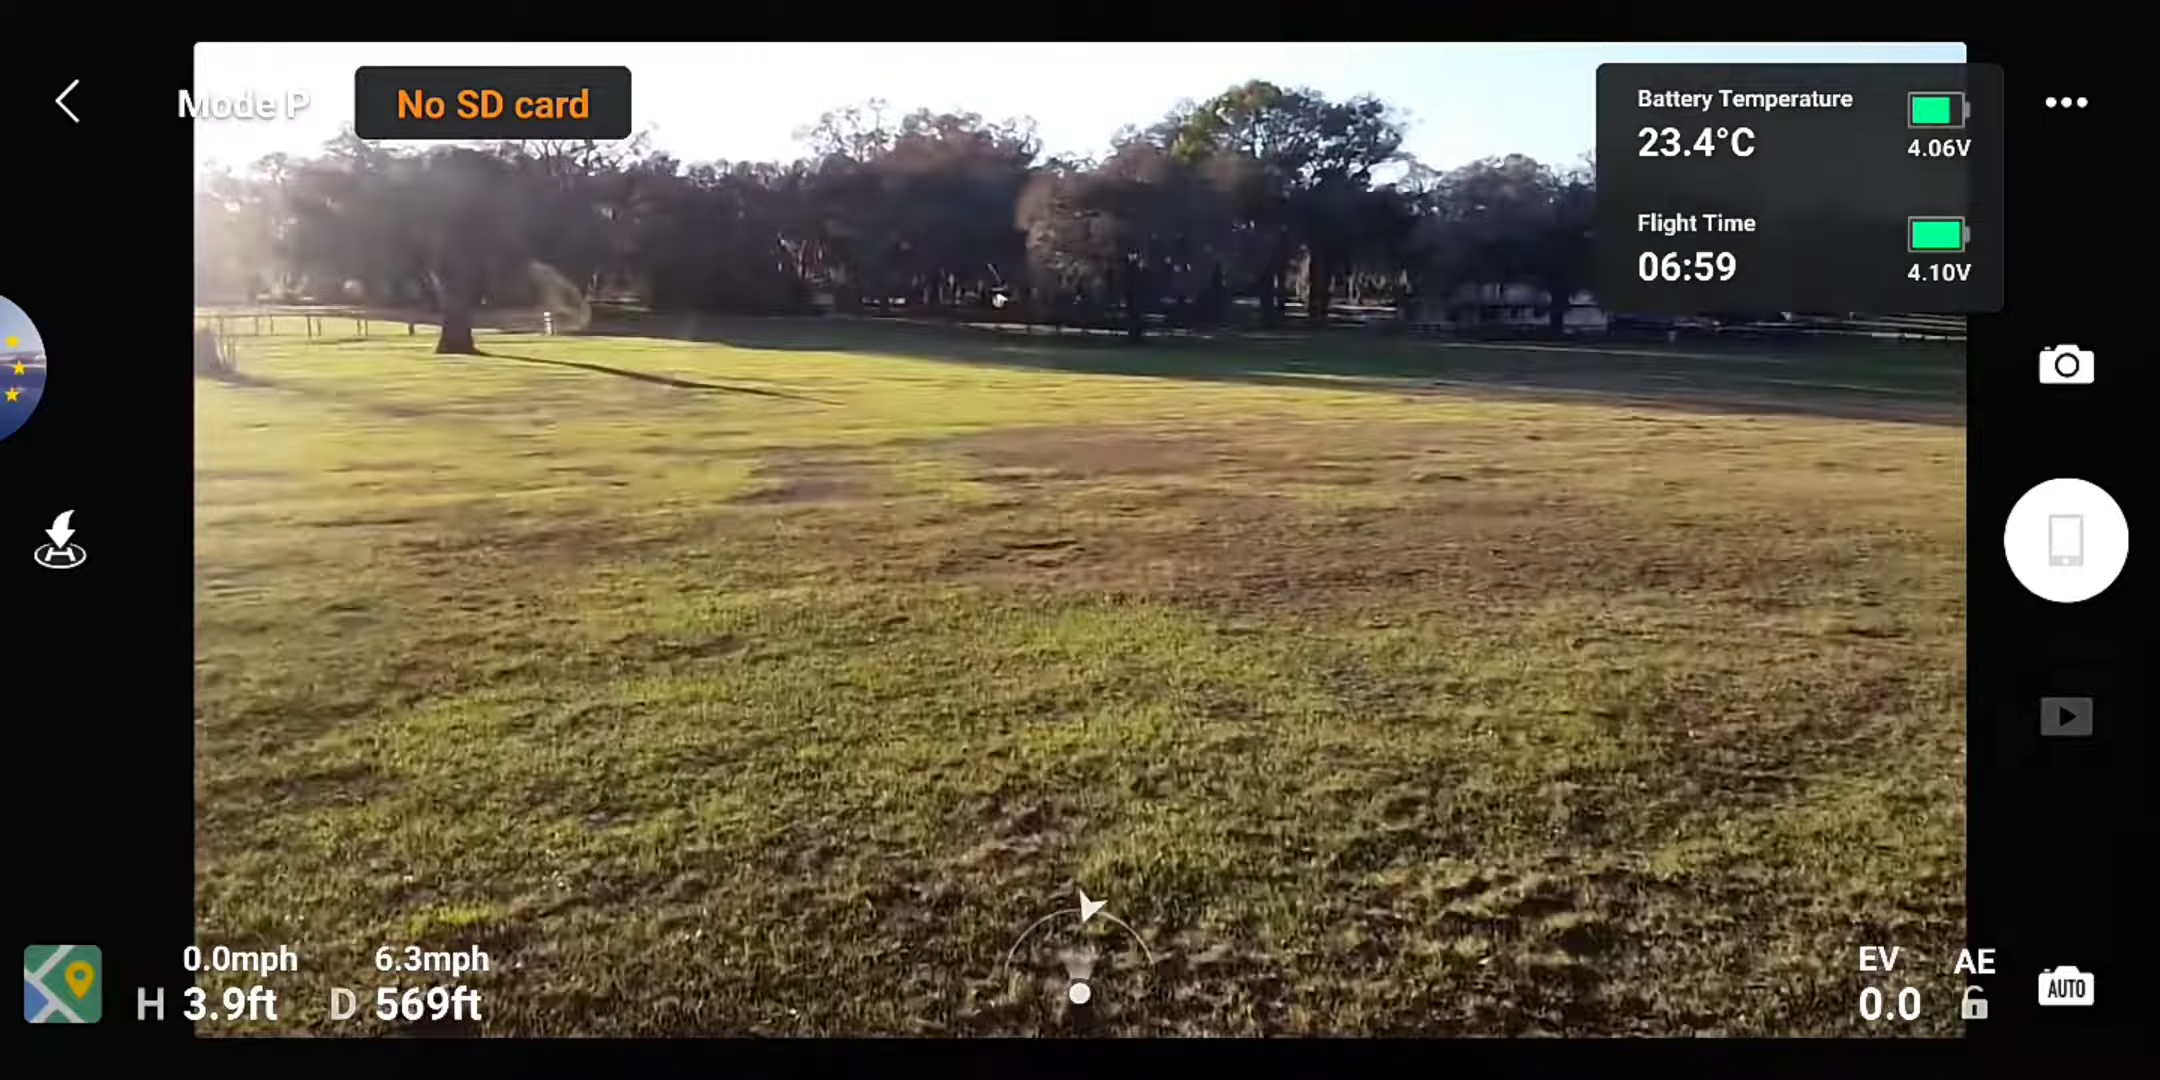 Mode P
No SD card
Battery Temperature
23.4°C
4.06V
Flight Time
06:59
4.10V
0.0mph
6.3mph
H 3.9ft
D 569ft
EV
0.0
AE
AUTO